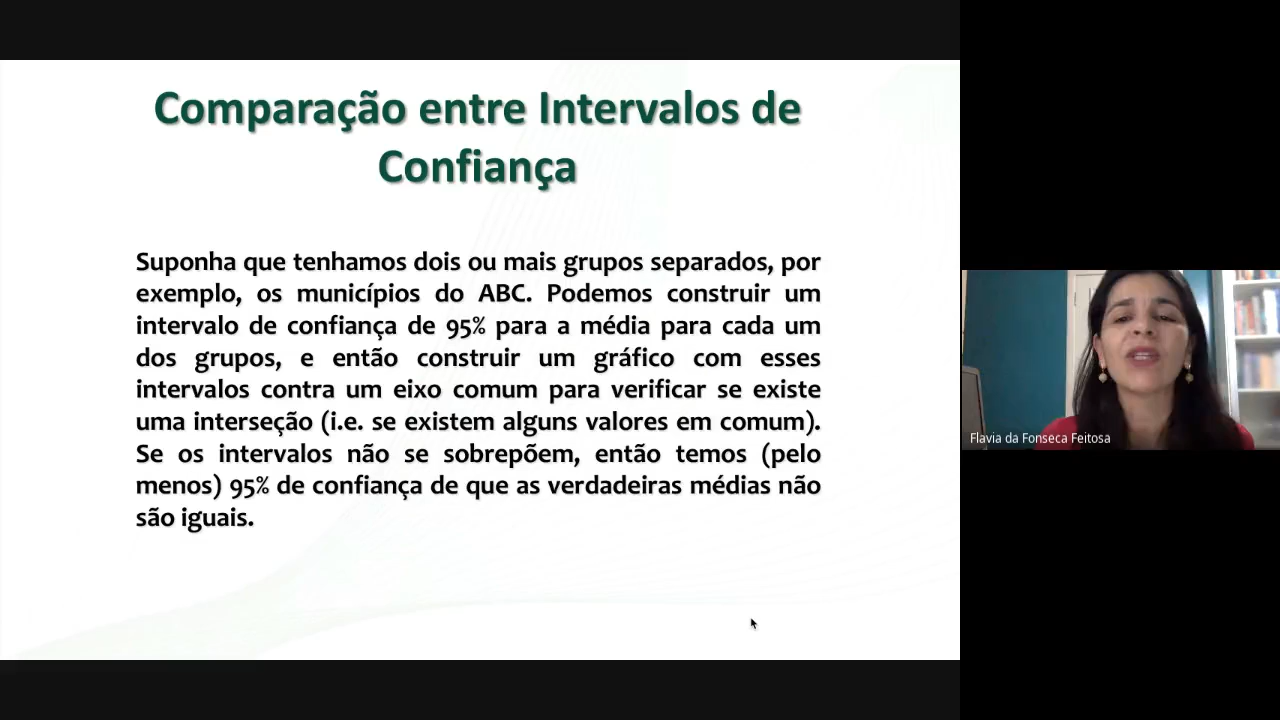 Comparação entre Intervalos de
Confiança
Suponha que tenhamos dois ou mais grupos separados, por
exemplo, os municípios do ABC. Podemos construir um
intervalo de confiança de 95% para a média para cada um
dos grupos, e então construir um gráfico com esses
intervalos contra um eixo comum para verificar se existe
uma interseção (i.e. se existem alguns valores em comum).
Se os intervalos não se sobrepõem, então temos (pelo
menos) 95% de confiança de que as verdadeiras médias não
são iguais.
Flavia da Fonseca Feitosa